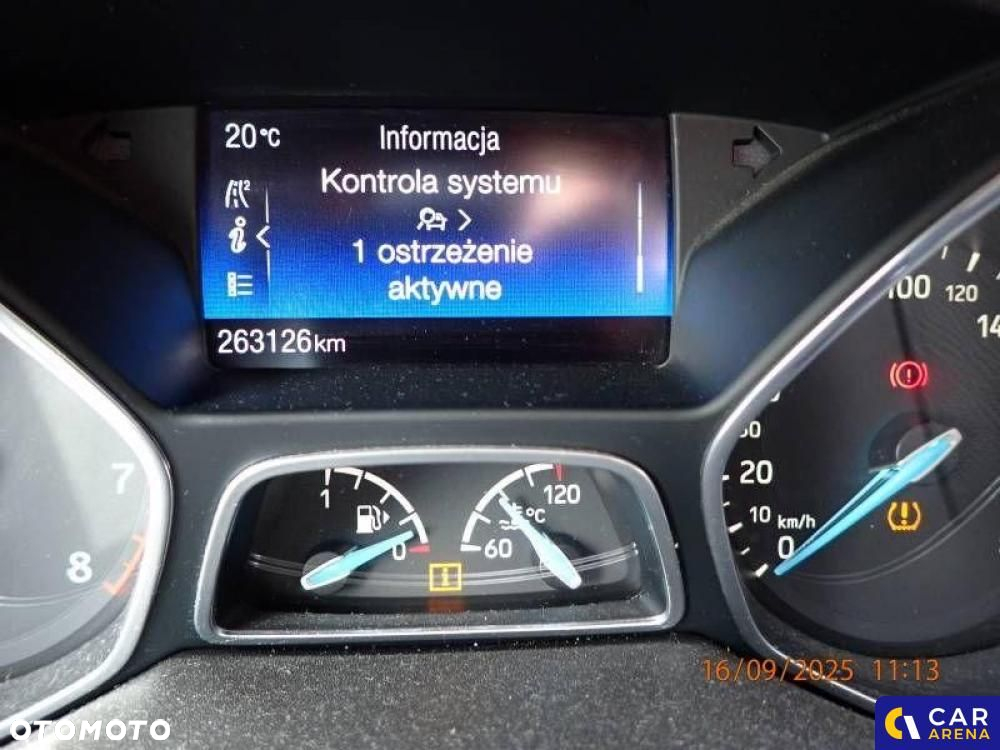 20°C
Informacja
Kontrola systemu
1 ostrzeżenie
aktywne
263126km
7
8
1
0
60
120
°C
100
120
20
10
km/h
0
16/09/2025 11:13
OTOMOTO
CAR
ARENA